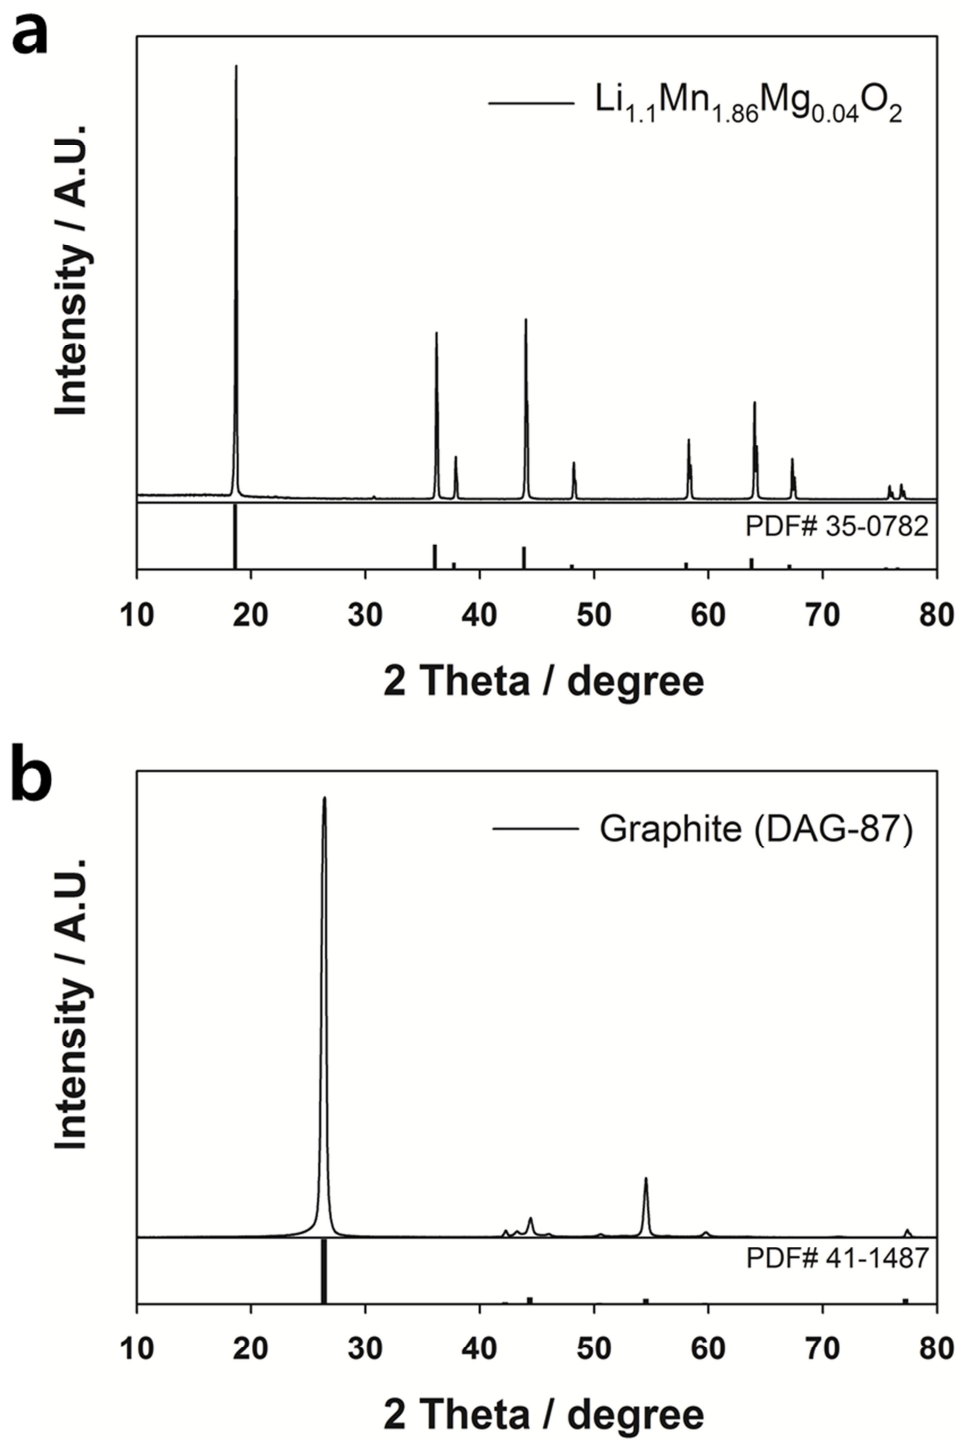 a
Intensity / A.U.
Li1.1Mn1.86Mg0.04O2
PDF# 35-0782
10 20 30 40 50 60 70 80
2 Theta / degree
b
Intensity / A.U.
Graphite (DAG-87)
PDF# 41-1487
10 20 30 40 50 60 70 80
2 Theta / degree